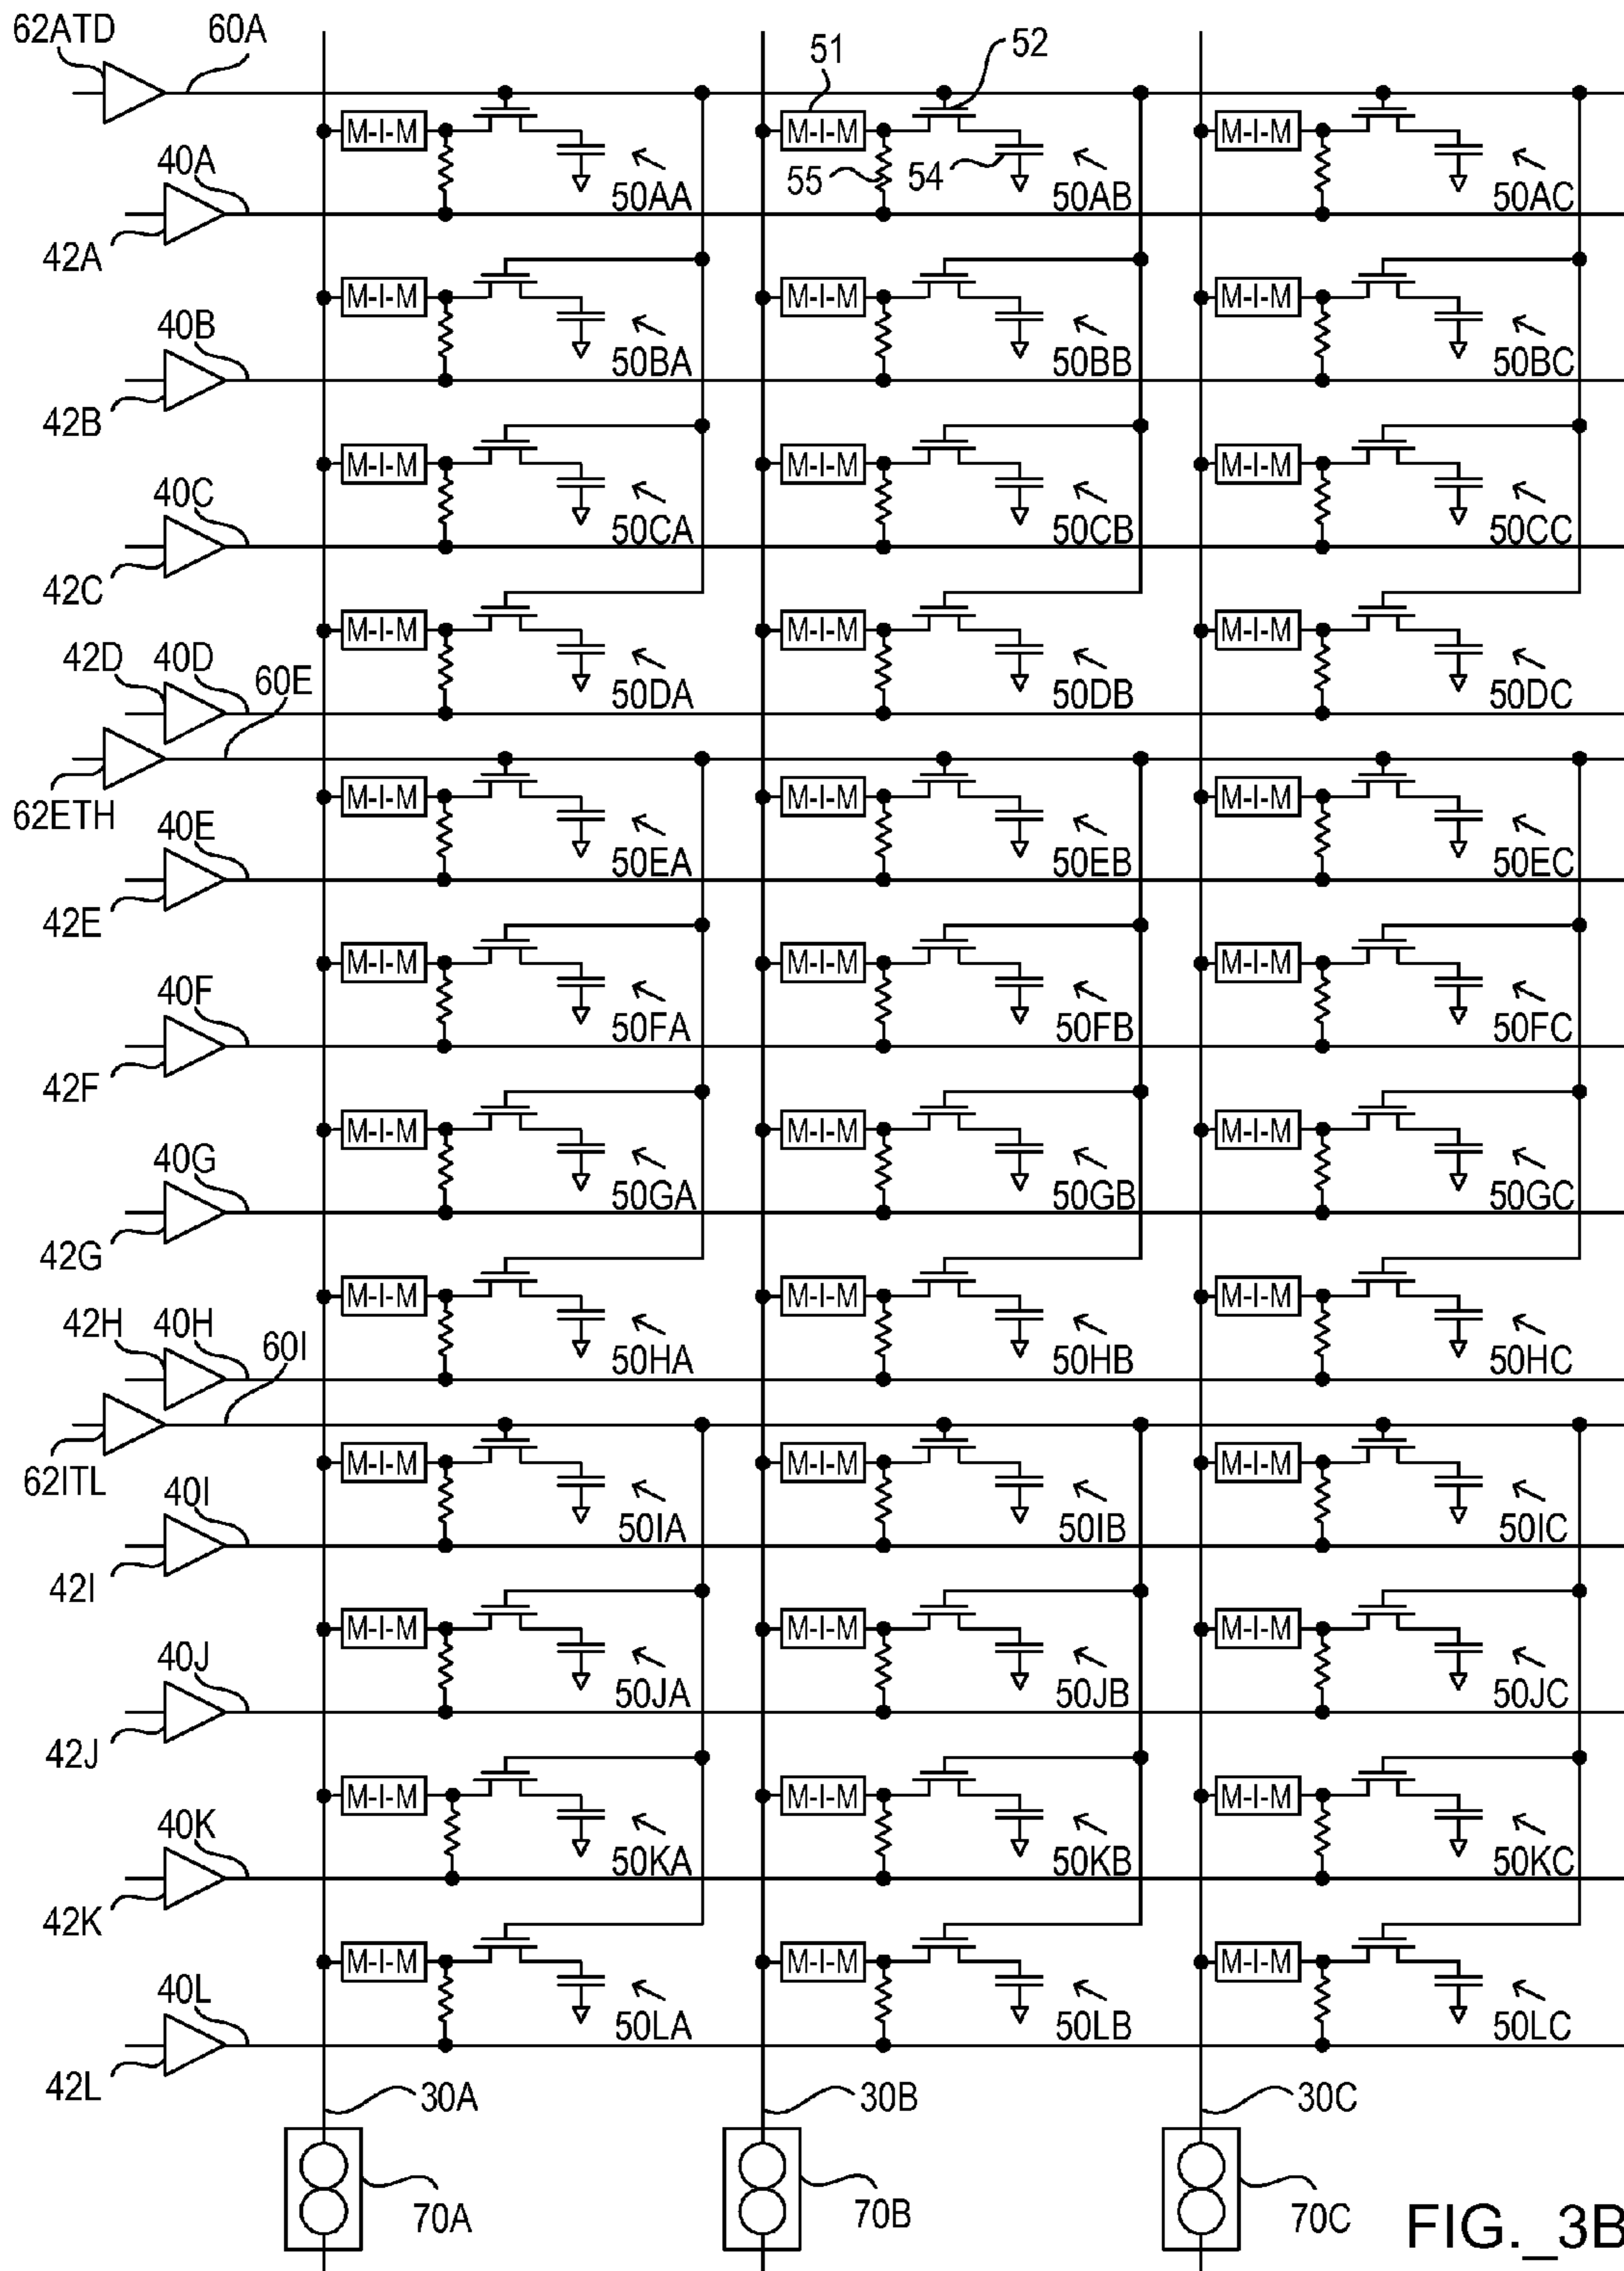 62ATD 60A 51 52
M-I-M M-I-M M-I-M
40A 55 54
50AA 50AB 50AC
42A
M-I-M M-I-M M-I-M
40B
50BA 50BB 50BC
42B
M-I-M M-I-M M-I-M
40C
50CA 50CB 50CC
42C
M-I-M M-I-M M-I-M
42D 40D 60E
50DA 50DB 50DC
M-I-M M-I-M M-I-M
62ETH 40E
50EA 50EB 50EC
42E
M-I-M M-I-M M-I-M
40F
50FA 50FB 50FC
42F
M-I-M M-I-M M-I-M
40G
50GA 50GB 50GC
42G
M-I-M M-I-M M-I-M
42H 40H 60I
50HA 50HB 50HC
M-I-M M-I-M M-I-M
62ITL 40I
50IA 50IB 50IC
42I
M-I-M M-I-M M-I-M
40J
50JA 50JB 50JC
42J
M-I-M M-I-M M-I-M
40K
50KA 50KB 50KC
42K
M-I-M M-I-M M-I-M
40L
50LA 50LB 50LC
42L
30A 30B 30C
70A 70B 70C
FIG._3B